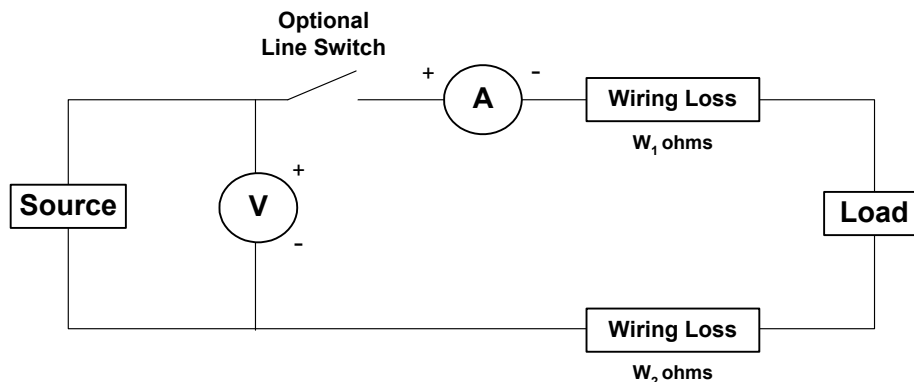 Optional
Line Switch
+
-
A
Wiring Loss
W₁ ohms
Source
+
V
-
Load
Wiring Loss
W₂ ohms